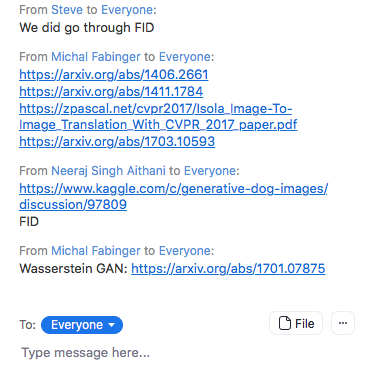 From Steve to Everyone:
We did go through FID
From Michal Fabinger to Everyone:
https://arxiv.org/abs/1406.2661
https://arxiv.org/abs/1411.1784
https://zpascal.net/cvpr2017/Isola_Image-To-
Image_Translation_With_CVPR_2017_paper.pdf
https://arxiv.org/abs/1703.10593
From Neeraj Singh Aithani to Everyone:
https://www.kaggle.com/c/generative-dog-images/
discussion/97809
FID
From Michal Fabinger to Everyone:
Wasserstein GAN: https://arxiv.org/abs/1701.07875
To: Everyone File ...
Type message here...